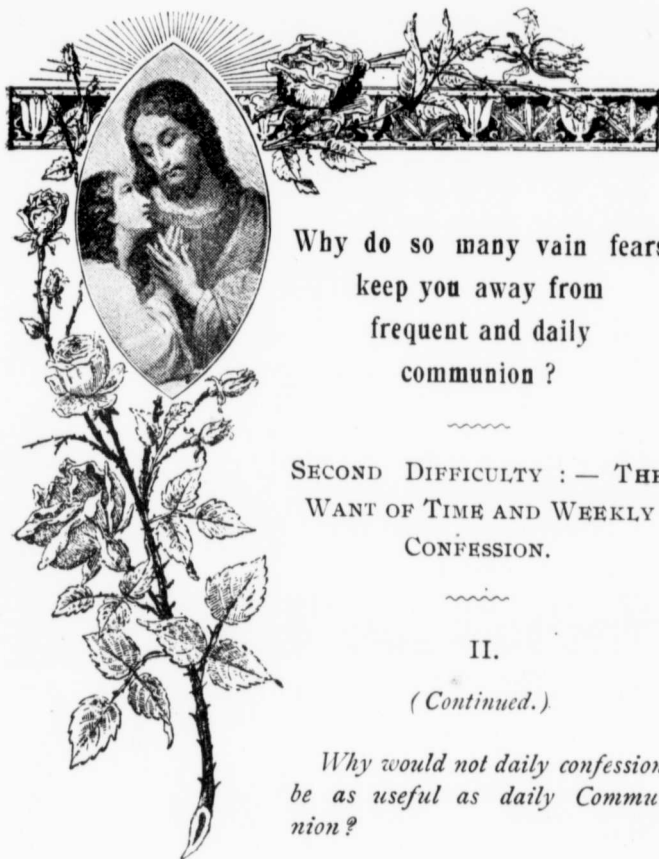 Why do so many vain fears
keep you away from
frequent and daily
communion ?
SECOND DIFFICULTY : — THE
WANT OF TIME AND WEEKLY
CONFESSION.
II.
(Continued.)
Why would not daily confession
be as useful as daily Commu-
nion ?